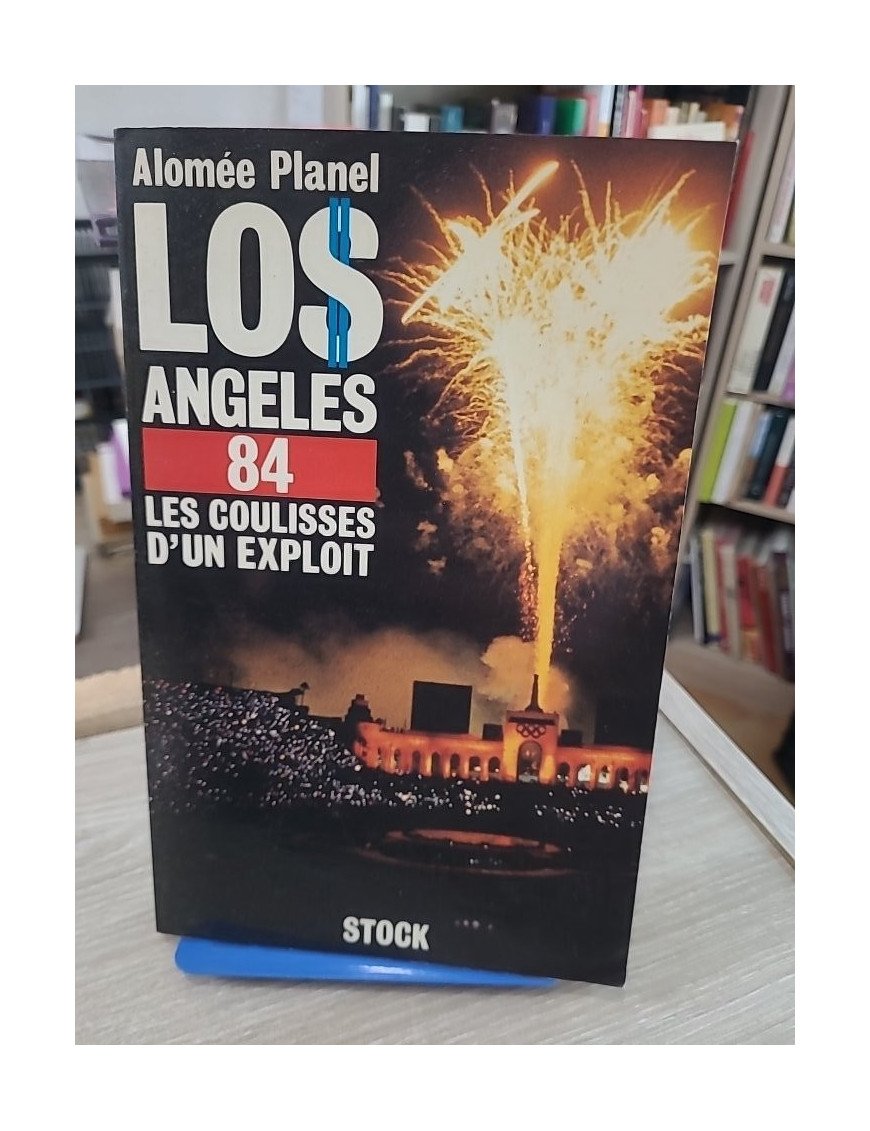 Alomée Planel
LO$
ANGELES
84
LES COULISSES
D'UN EXPLOIT
STOCK